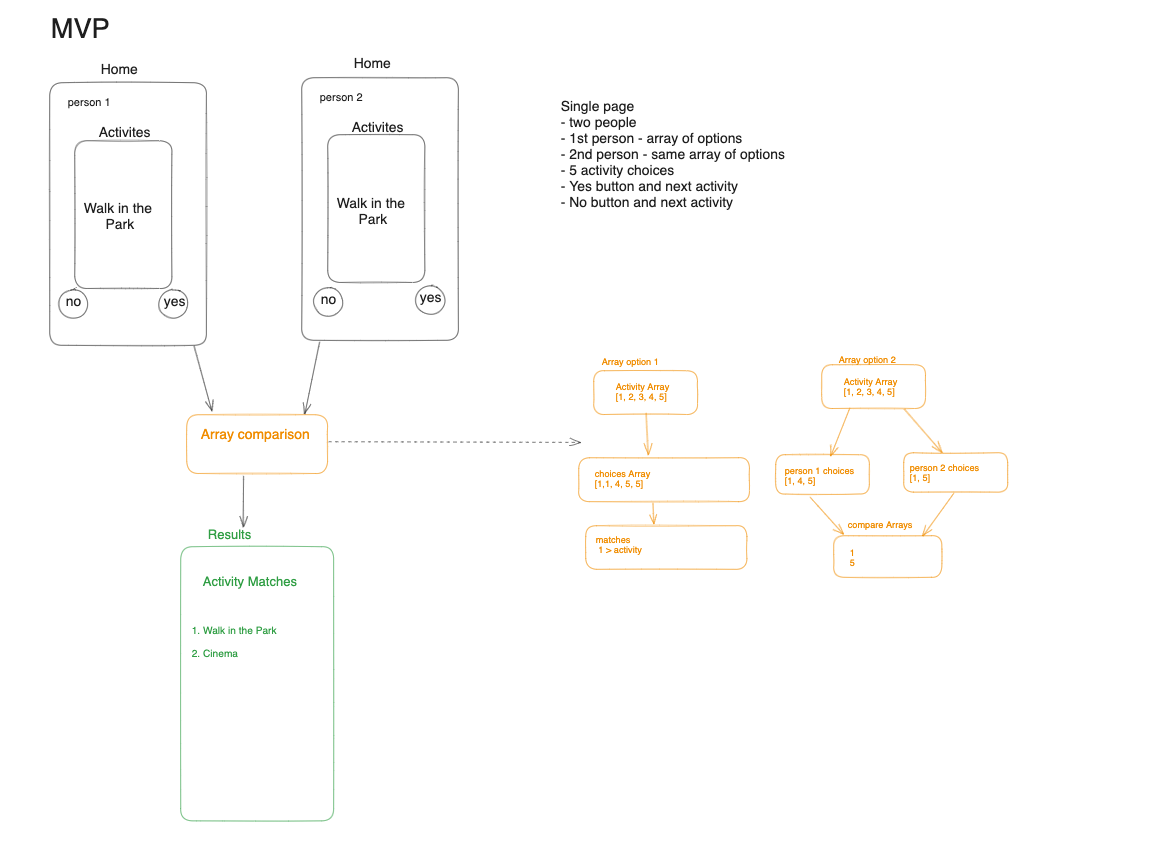 MVP
Home
person 1
Activites
Walk in the
Park
no
yes
Home
person 2
Activites
Walk in the
Park
no
yes
Single page
- two people
- 1st person - array of options
- 2nd person - same array of options
- 5 activity choices
- Yes button and next activity
- No button and next activity
Array comparison
Results
Activity Matches
1. Walk in the Park
2. Cinema
Array option 1
Activity Array
[1, 2, 3, 4, 5]
choices Array
[1,1, 4, 5, 5]
matches
1 > activity
Array option 2
Activity Array
[1, 2, 3, 4, 5]
person 1 choices
[1, 4, 5]
person 2 choices
[1, 5]
compare Arrays
1
5